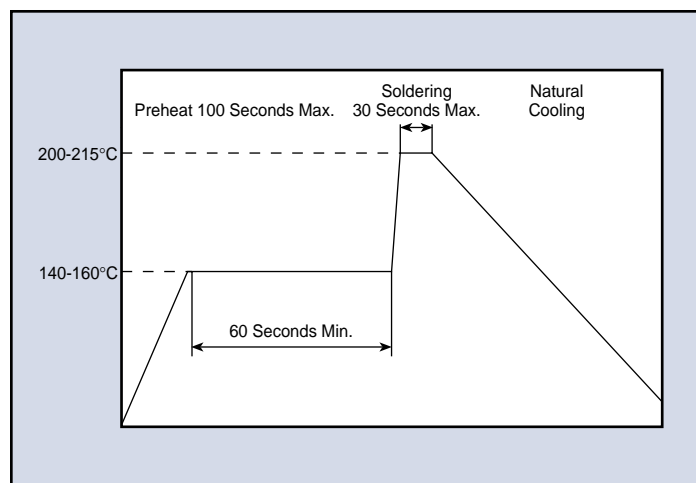 Preheat 100 Seconds Max.
Soldering
30 Seconds Max.
Natural
Cooling
200-215°C
140-160°C
60 Seconds Min.